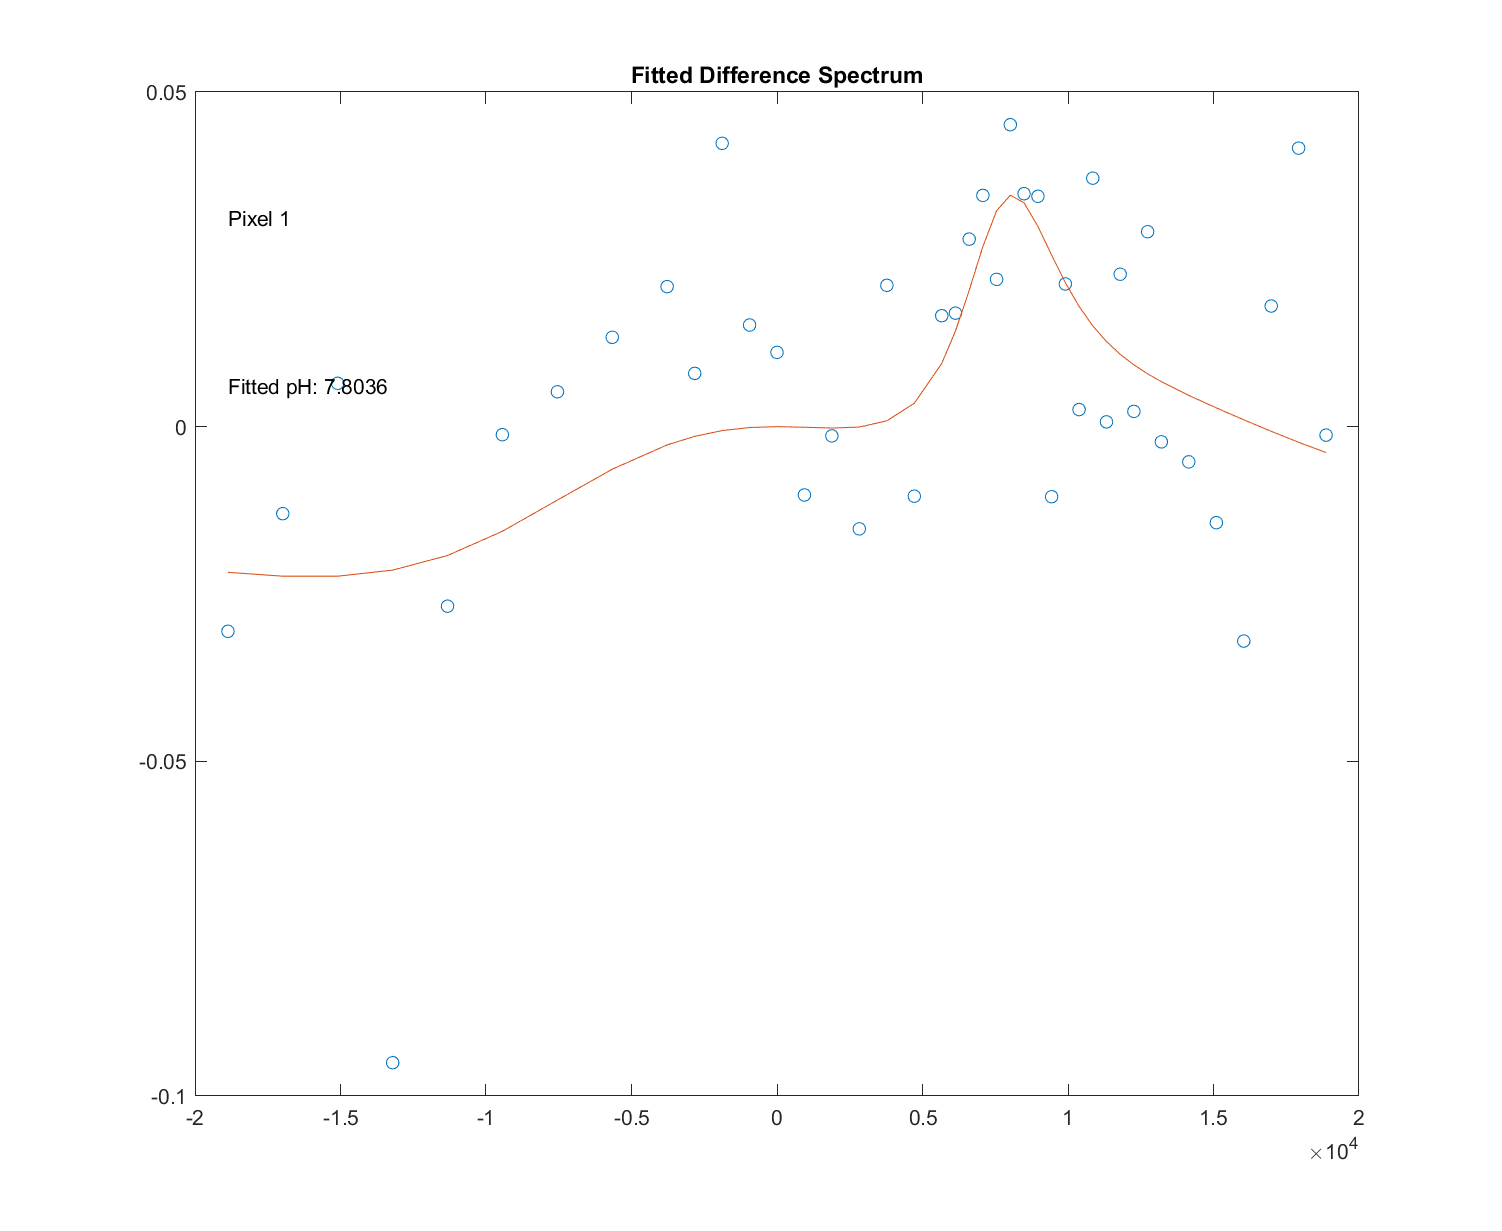 Fitted Difference Spectrum
0.05
Pixel 1
Fitted pH: 7.8036
0
-0.05
-0.1
-2 -1.5 -1 -0.5 0 0.5 1 1.5 2
×10⁴